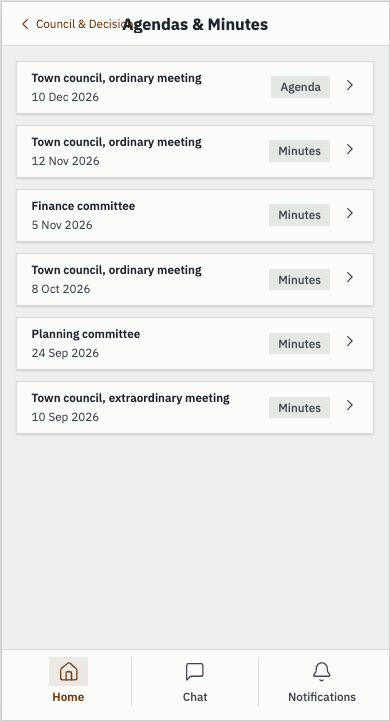 Council & Decisions
Agendas & Minutes
Town council, ordinary meeting
10 Dec 2026
Agenda
Town council, ordinary meeting
12 Nov 2026
Minutes
Finance committee
5 Nov 2026
Minutes
Town council, ordinary meeting
8 Oct 2026
Minutes
Planning committee
24 Sep 2026
Minutes
Town council, extraordinary meeting
10 Sep 2026
Minutes
Home
Chat
Notifications